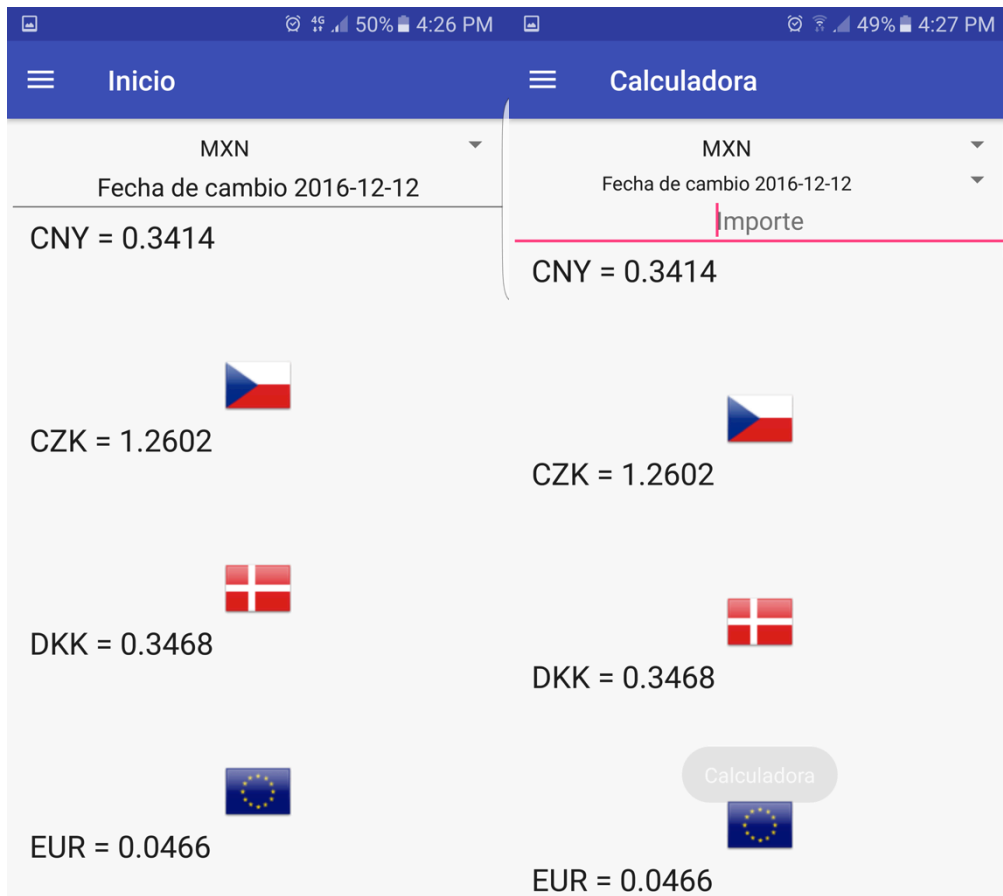 4G 50% 4:26 PM
Inicio
MXN
Fecha de cambio 2016-12-12
CNY = 0.3414
CZK = 1.2602
DKK = 0.3468
EUR = 0.0466
49% 4:27 PM
Calculadora
MXN
Fecha de cambio 2016-12-12
Importe
CNY = 0.3414
CZK = 1.2602
DKK = 0.3468
Calculadora
EUR = 0.0466